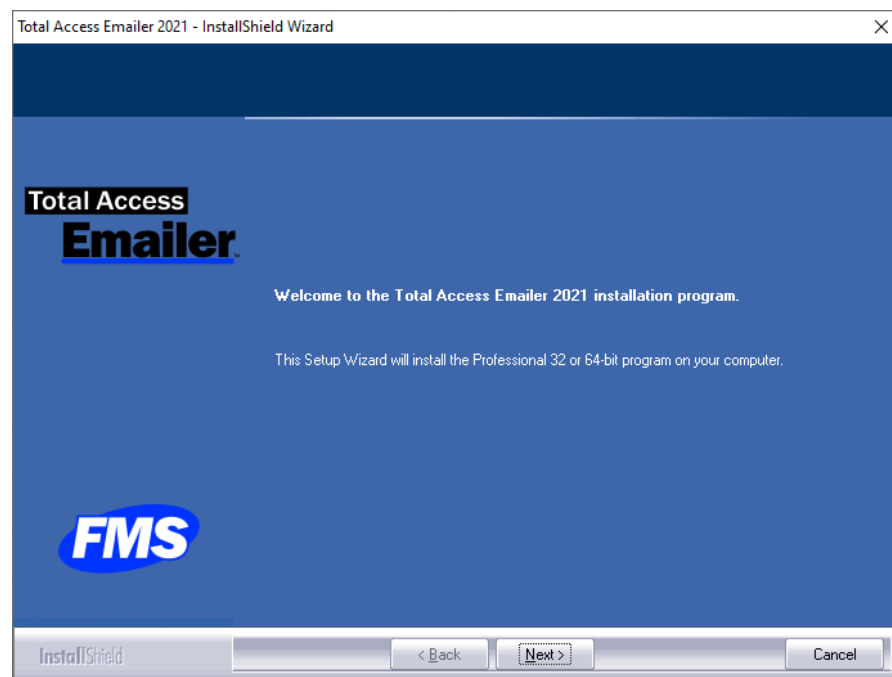 Total Access Emailer 2021 - InstallShield Wizard
Total Access
Emailer™
Welcome to the Total Access Emailer 2021 installation program.
This Setup Wizard will install the Professional 32 or 64-bit program on your computer.
FMS
InstallShield
< Back
Next >
Cancel